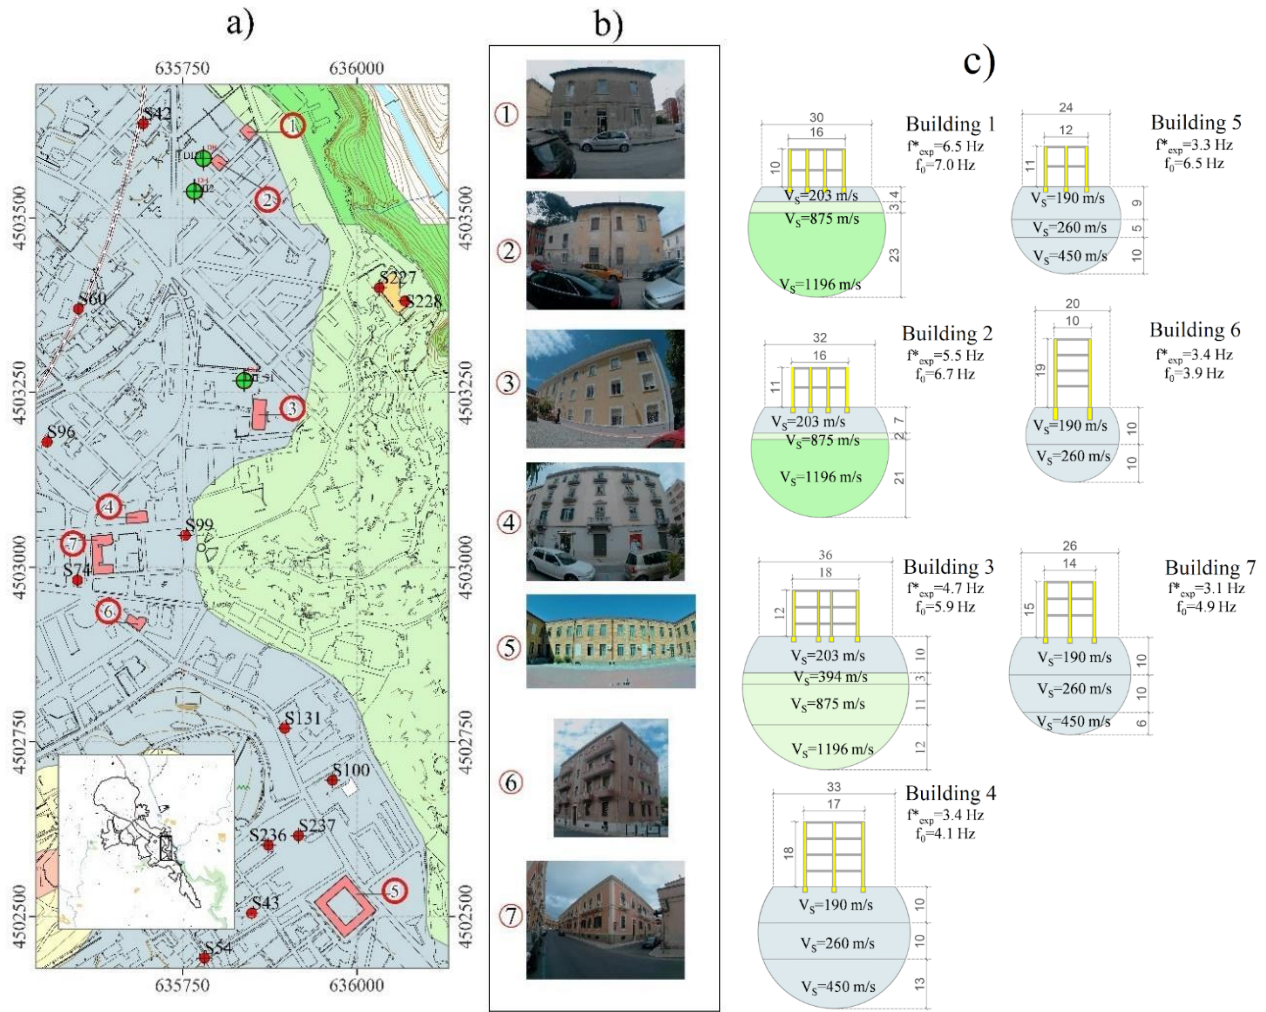 a)
b)
c)
635750
636000
4503500
4503250
4503000
4502750
4502500
4503500
4503250
4503000
4502750
4502500
635750
636000
S42
1
2
S227
S228
S60
3
S96
4
S99
7
S74
6
S131
S100
S236
S237
5
S43
S54
1
2
3
4
5
6
7
30
16
10
Building 1
f*exp=6.5 Hz
f0=7.0 Hz
VS=203 m/s
4
3
VS=875 m/s
23
VS=1196 m/s
24
12
11
Building 5
f*exp=3.3 Hz
f0=6.5 Hz
VS=190 m/s
9
VS=260 m/s
5
VS=450 m/s
10
32
16
11
Building 2
f*exp=5.5 Hz
f0=6.7 Hz
VS=203 m/s
7
VS=875 m/s
2
VS=1196 m/s
21
20
10
19
Building 6
f*exp=3.4 Hz
f0=3.9 Hz
VS=190 m/s
10
VS=260 m/s
10
36
18
12
Building 3
f*exp=4.7 Hz
f0=5.9 Hz
VS=203 m/s
10
VS=394 m/s
3
VS=875 m/s
11
VS=1196 m/s
12
26
14
15
Building 7
f*exp=3.1 Hz
f0=4.9 Hz
VS=190 m/s
10
VS=260 m/s
10
VS=450 m/s
6
33
17
18
Building 4
f*exp=3.4 Hz
f0=4.1 Hz
VS=190 m/s
10
VS=260 m/s
10
VS=450 m/s
13